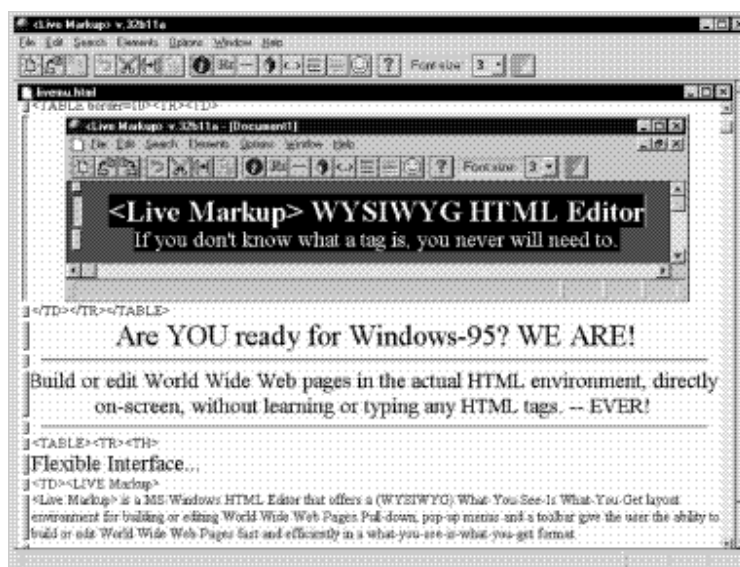 <Live Markup> v.32b11a
File Edit Search Elements Options Window Help
Font size: 3
livemu.html
<TABLE border=10><TR><TD>
<Live Markup> v.32b11a - [Document1]
File Edit Search Elements Options Window Help
Font size: 3
<Live Markup> WYSIWYG HTML Editor
If you don't know what a tag is, you never will need to.
</TD></TR></TABLE>
Are YOU ready for Windows-95? WE ARE!
Build or edit World Wide Web pages in the actual HTML environment, directly
on-screen, without learning or typing any HTML tags. -- EVER!
<TABLE><TR><TH>
Flexible Interface...
<TD><LIVE Markup>
<Live Markup> is a MS-Windows HTML Editor that offers a (WYSIWYG) What-You-See-Is What-You-Get layout
environment for building or editing World Wide Web Pages Pull-down, pop-up menus and a toolbar give the user the ability to
build or edit World Wide Web Pages fast and efficiently in a what-you-see-is-what-you-get format.